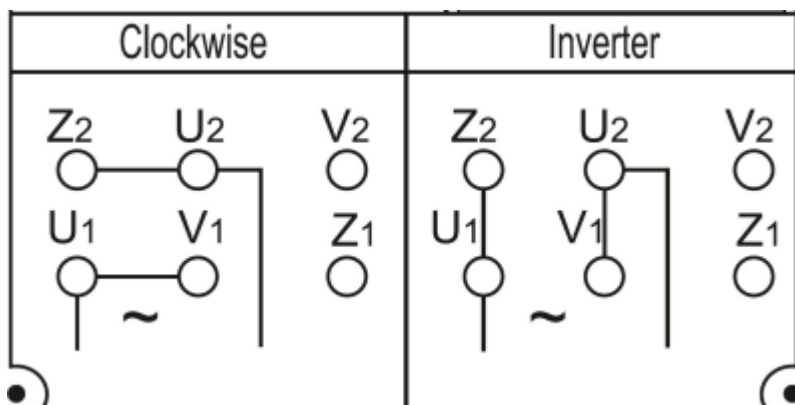 Clockwise Inverter
Z2 U2 V2 Z2 U2 V2
U1 V1 Z1 U1 V1 Z1
~ ~